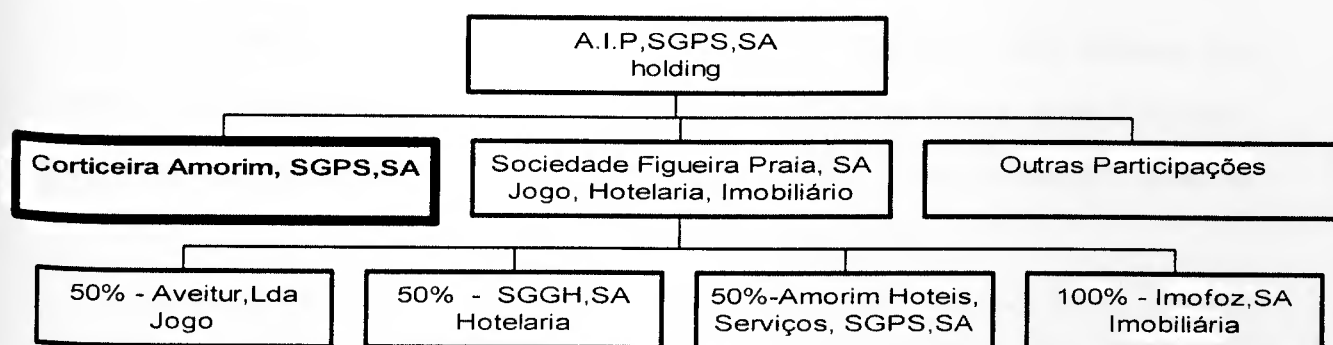 A.I.P,SGPS,SA
holding
Corticeira Amorim, SGPS,SA
Sociedade Figueira Praia, SA
Jogo, Hotelaria, Imobiliário
Outras Participações
50% - Aveitur,Lda
Jogo
50% - SGGH,SA
Hotelaria
50%-Amorim Hoteis,
Serviços, SGPS,SA
100% - Imofoz,SA
Imobiliária